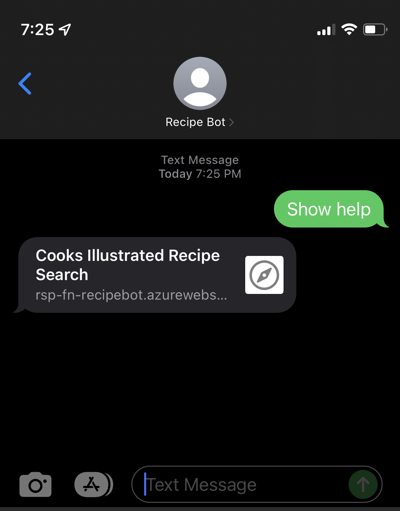 7:25
Recipe Bot
Text Message
Today 7:25 PM
Show help
Cooks Illustrated Recipe
Search
rsp-fn-recipebot.azurewebs...
Text Message